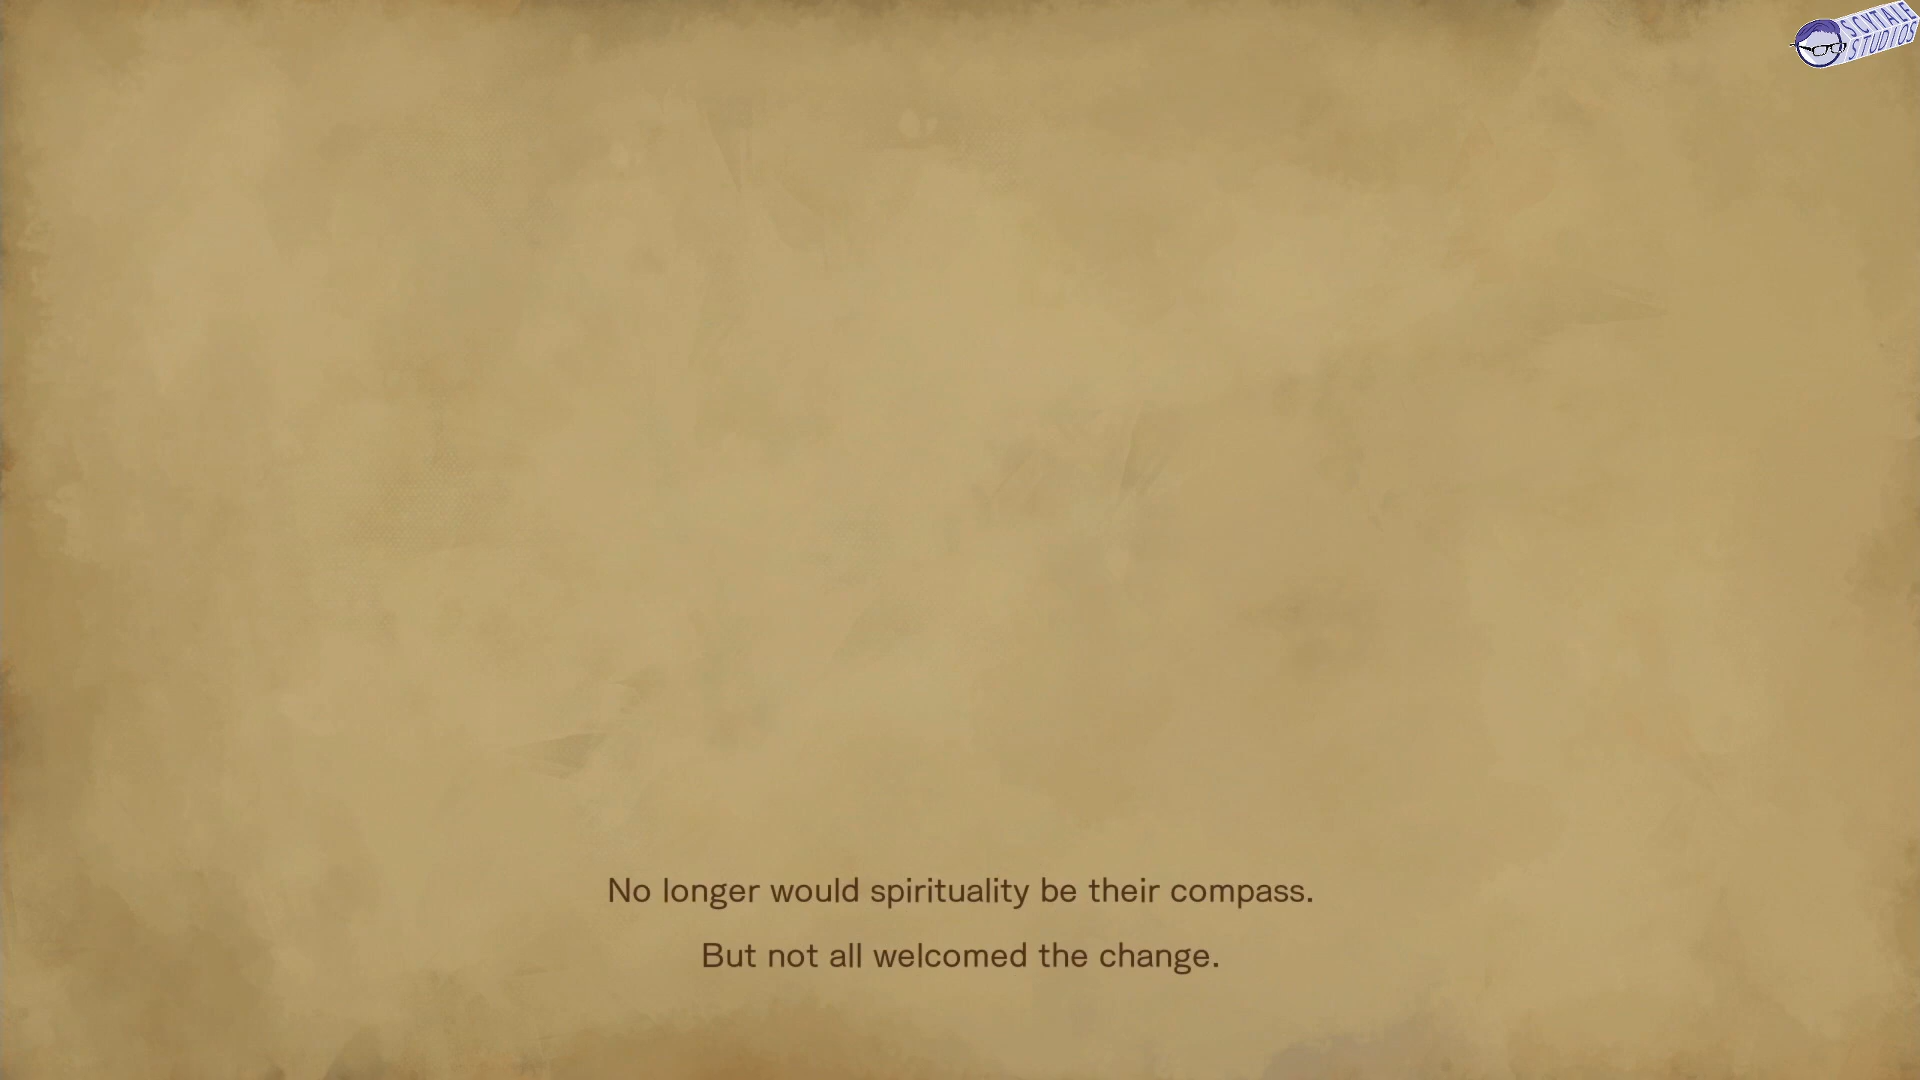 SCYTALE
STUDIOS
No longer would spirituality be their compass.
But not all welcomed the change.